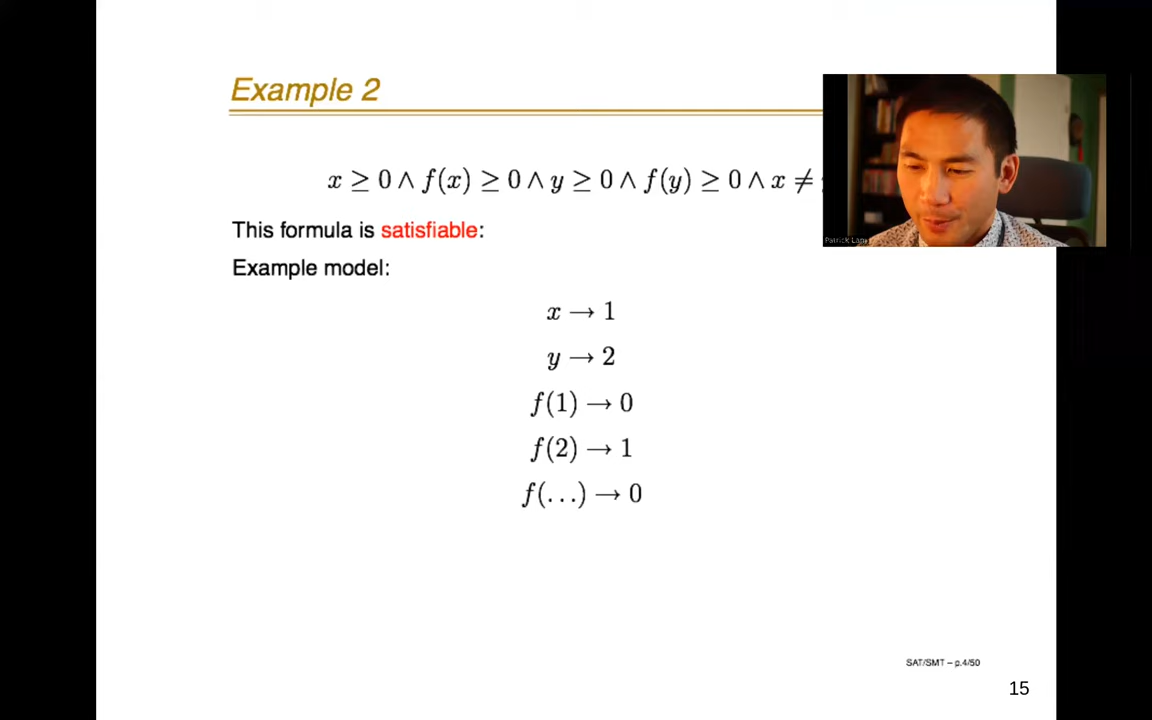 Example 2
x ≥ 0 ∧ f(x) ≥ 0 ∧ y ≥ 0 ∧ f(y) ≥ 0 ∧ x ≠
This formula is satisfiable:
Example model:
x → 1
y → 2
f(1) → 0
f(2) → 1
f(...) → 0
Patrick
SAT/SMT – p.4/50
15